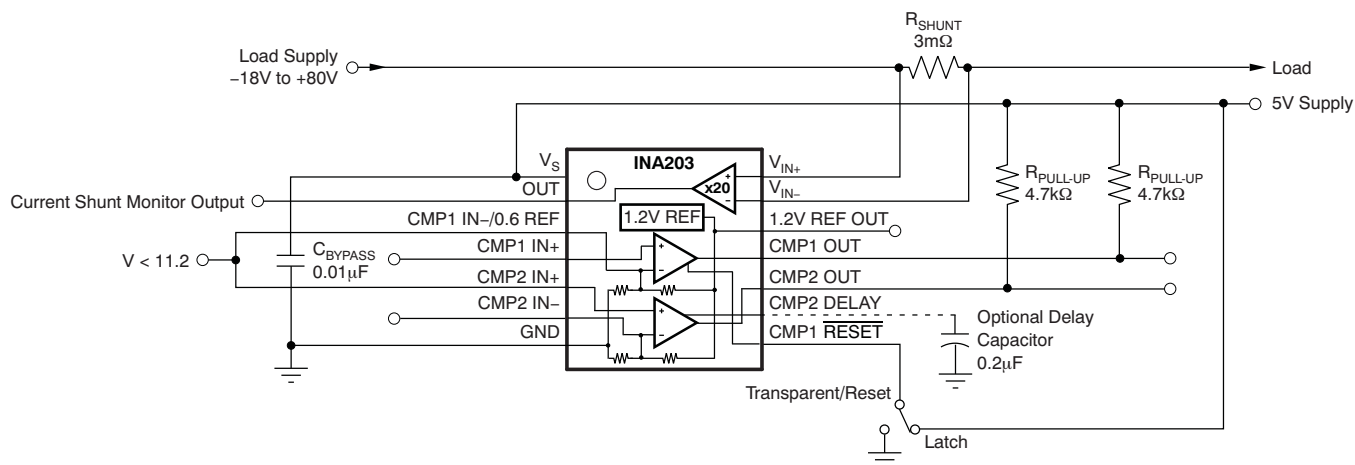 R_SHUNT
3mΩ
Load Supply
−18V to +80V
Load
5V Supply
INA203
V_S
V_IN+
OUT
x20
V_IN−
R_PULL-UP
4.7kΩ
R_PULL-UP
4.7kΩ
Current Shunt Monitor Output
CMP1 IN−/0.6 REF
1.2V REF
1.2V REF OUT
CMP1 IN+
CMP1 OUT
V < 11.2
C_BYPASS
0.01μF
CMP2 IN+
CMP2 OUT
CMP2 IN−
CMP2 DELAY
GND
CMP1 R̅E̅S̅E̅T̅
Optional Delay
Capacitor
0.2μF
Transparent/Reset
Latch
+
−
+
−
+
−